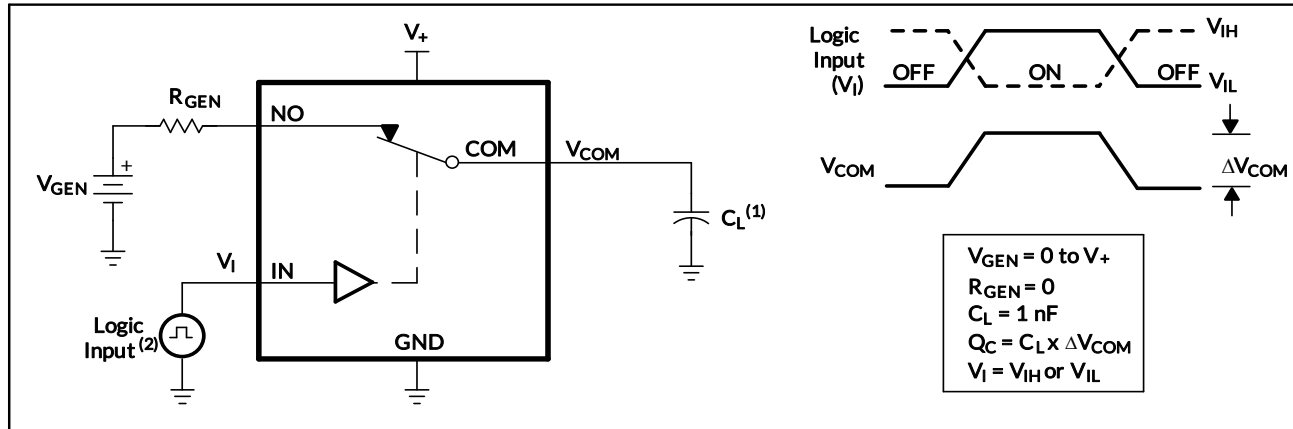 V+
RGEN
NO
COM
VCOM
+
VGEN
CL(1)
VI
IN
Logic
Input(2)
GND
Logic
Input
(VI)
OFF
ON
OFF
VIH
VIL
VCOM
ΔVCOM
VGEN = 0 to V+
RGEN = 0
CL = 1 nF
QC = CL x ΔVCOM
VI = VIH or VIL